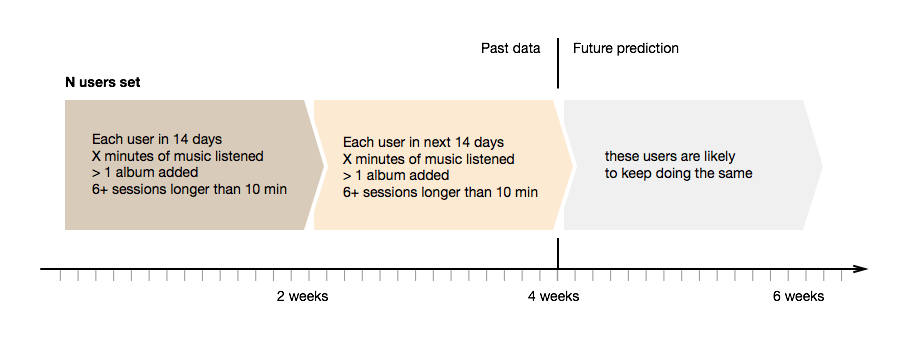 Past data
Future prediction
N users set
Each user in 14 days
X minutes of music listened
> 1 album added
6+ sessions longer than 10 min
Each user in next 14 days
X minutes of music listened
> 1 album added
6+ sessions longer than 10 min
these users are likely
to keep doing the same
2 weeks
4 weeks
6 weeks